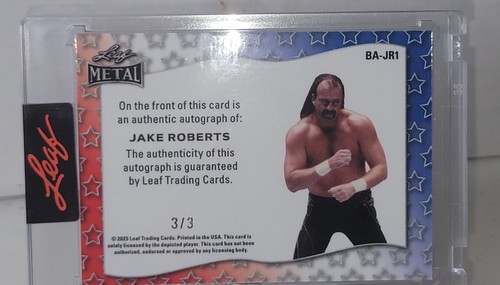 Leaf
METAL
BA-JR1
On the front of this card is
an authentic autograph of:
JAKE ROBERTS
The authenticity of this
autograph is guaranteed
by Leaf Trading Cards.
3/3
© 2025 Leaf Trading Cards. Printed in the USA. This card is
solely licensed by the depicted player. This card has not been
authorized, endorsed or approved by any licensing body.
Leaf